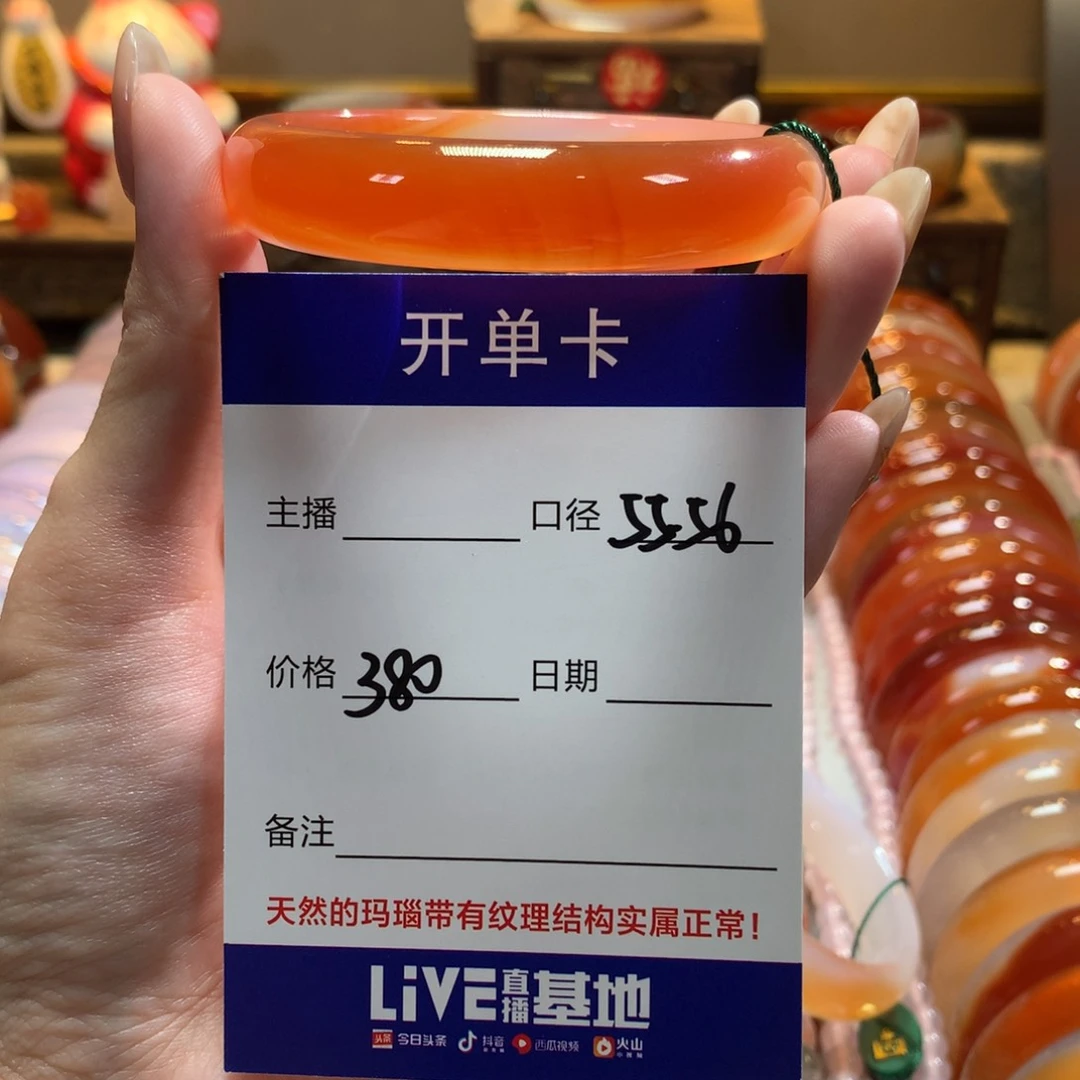 开单卡
主播 口径 5556
价格 380 日期
备注
天然的玛瑙带有纹理结构实属正常!
LiVE直播基地
头条 今日头条 抖音 西瓜视频 火山